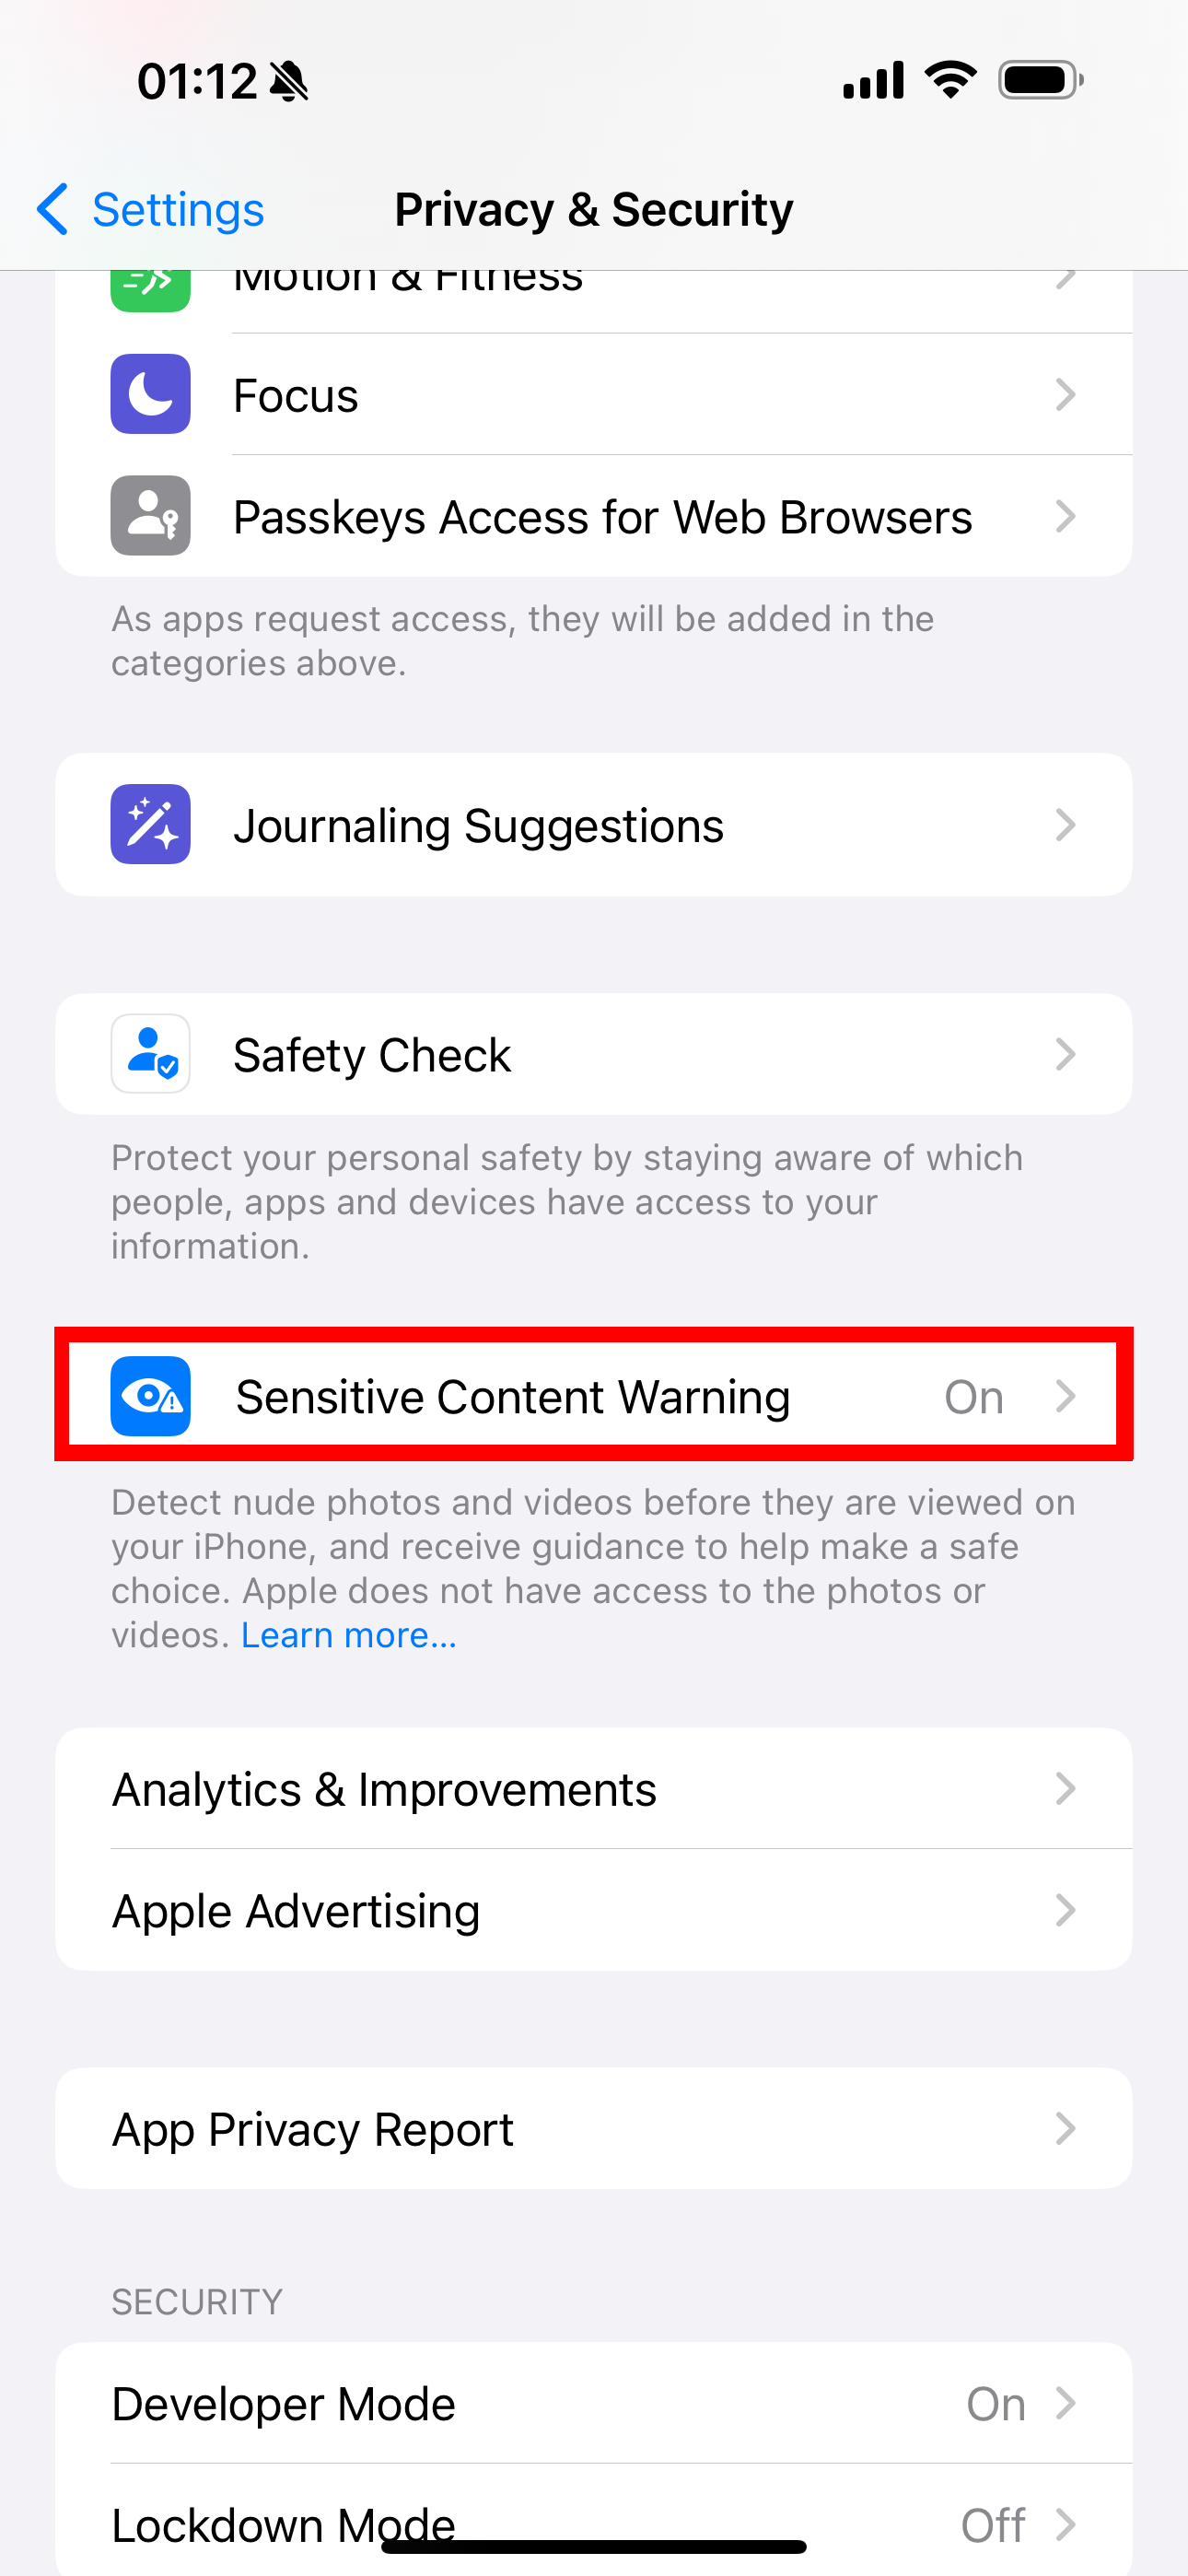 01:12
Settings
Privacy & Security
Motion & Fitness
Focus
Passkeys Access for Web Browsers
As apps request access, they will be added in the
categories above.
Journaling Suggestions
Safety Check
Protect your personal safety by staying aware of which
people, apps and devices have access to your
information.
Sensitive Content Warning On
Detect nude photos and videos before they are viewed on
your iPhone, and receive guidance to help make a safe
choice. Apple does not have access to the photos or
videos. Learn more...
Analytics & Improvements
Apple Advertising
App Privacy Report
SECURITY
Developer Mode On
Lockdown Mode Off